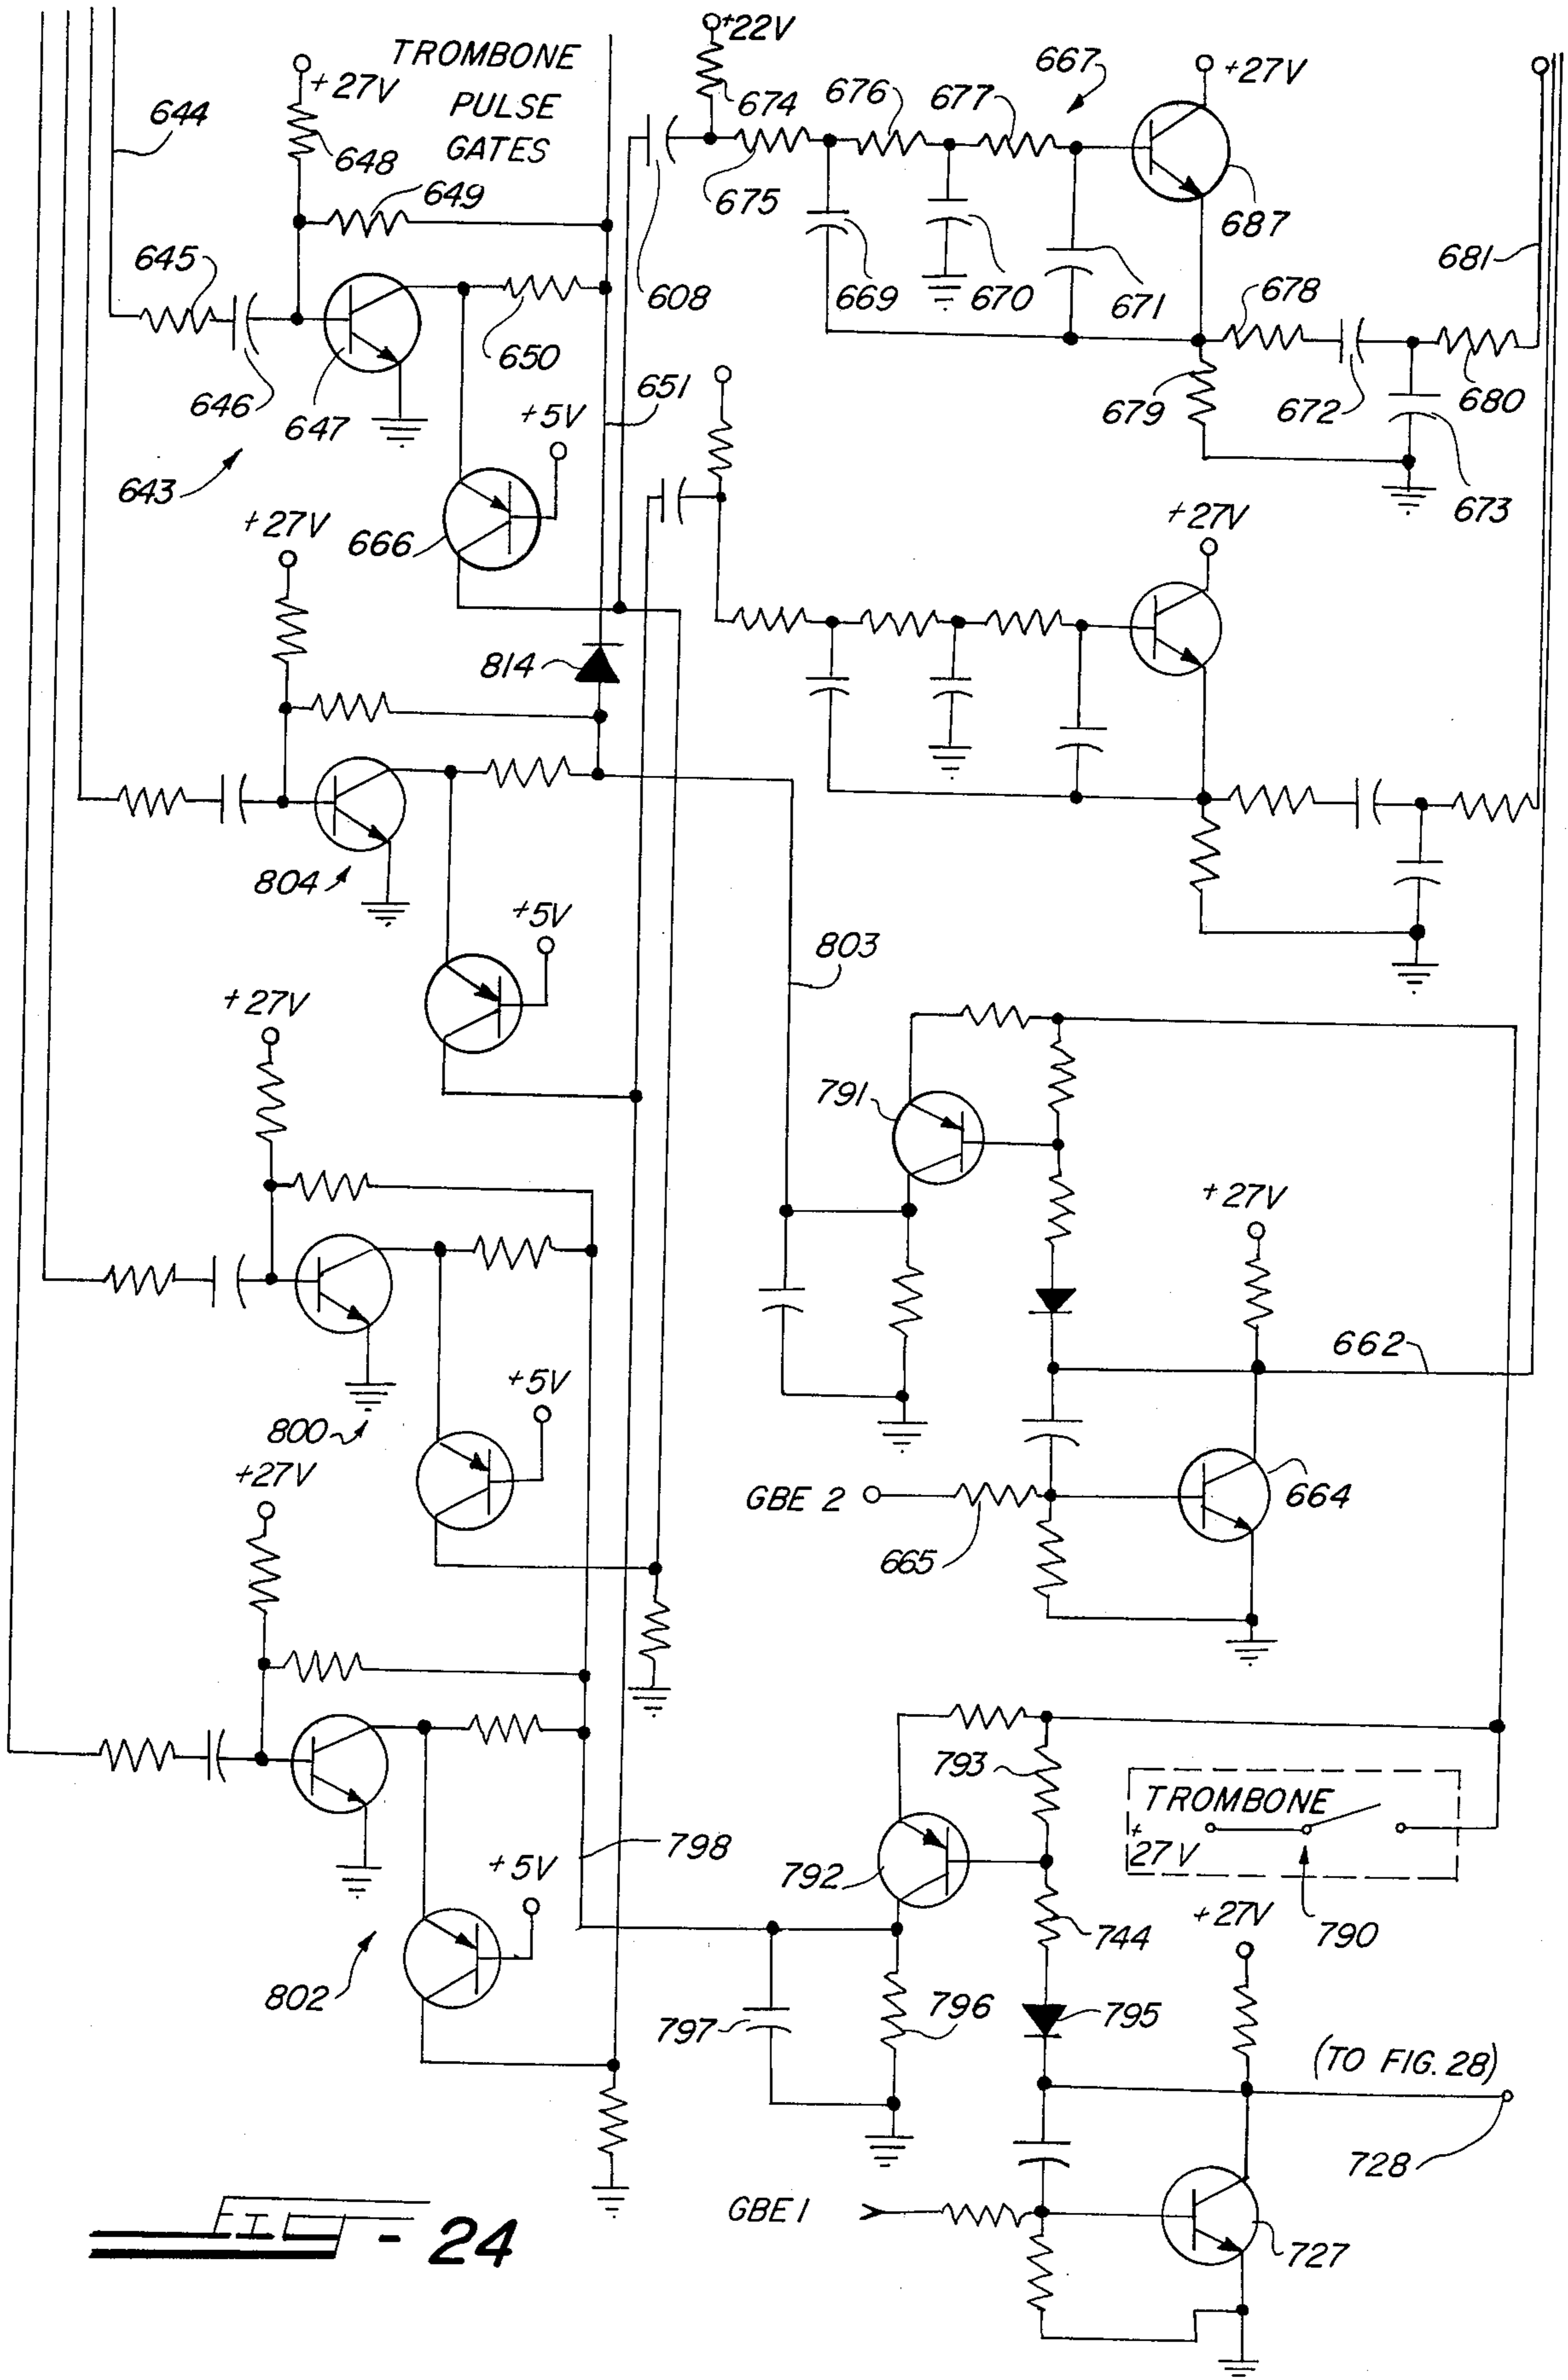 +22V
TROMBONE
PULSE
GATES
+27V
644
648
649
645
646
647
650
643
651
674
676
677
667
+27V
675
608
669
670
671
687
678
681
679
672
680
673
+5V
666
+27V
814
+27V
804
+5V
803
+27V
791
800
+5V
+27V
662
+27V
GBE 2
665
664
802
+5V
798
793
792
TROMBONE
+
27V
790
744
+27V
797
796
795
(TO FIG. 28)
728
GBE 1
727
FIG - 24